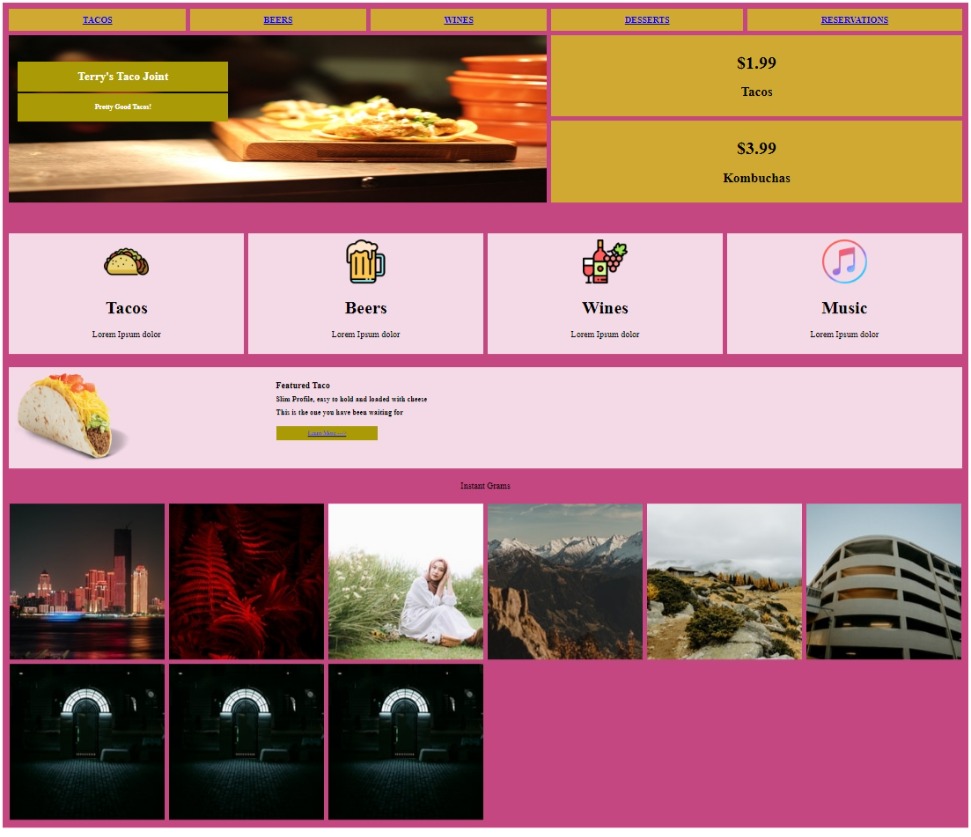 TACOS
BEERS
WINES
DESSERTS
RESERVATIONS
Terry's Taco Joint
Pretty Good Tacos!
$1.99
Tacos
$3.99
Kombuchas
Tacos
Lorem Ipsum dolor
Beers
Lorem Ipsum dolor
Wines
Lorem Ipsum dolor
Music
Lorem Ipsum dolor
Featured Taco
Slim Profile, easy to hold and loaded with cheese
This is the one you have been waiting for
Instant Grams